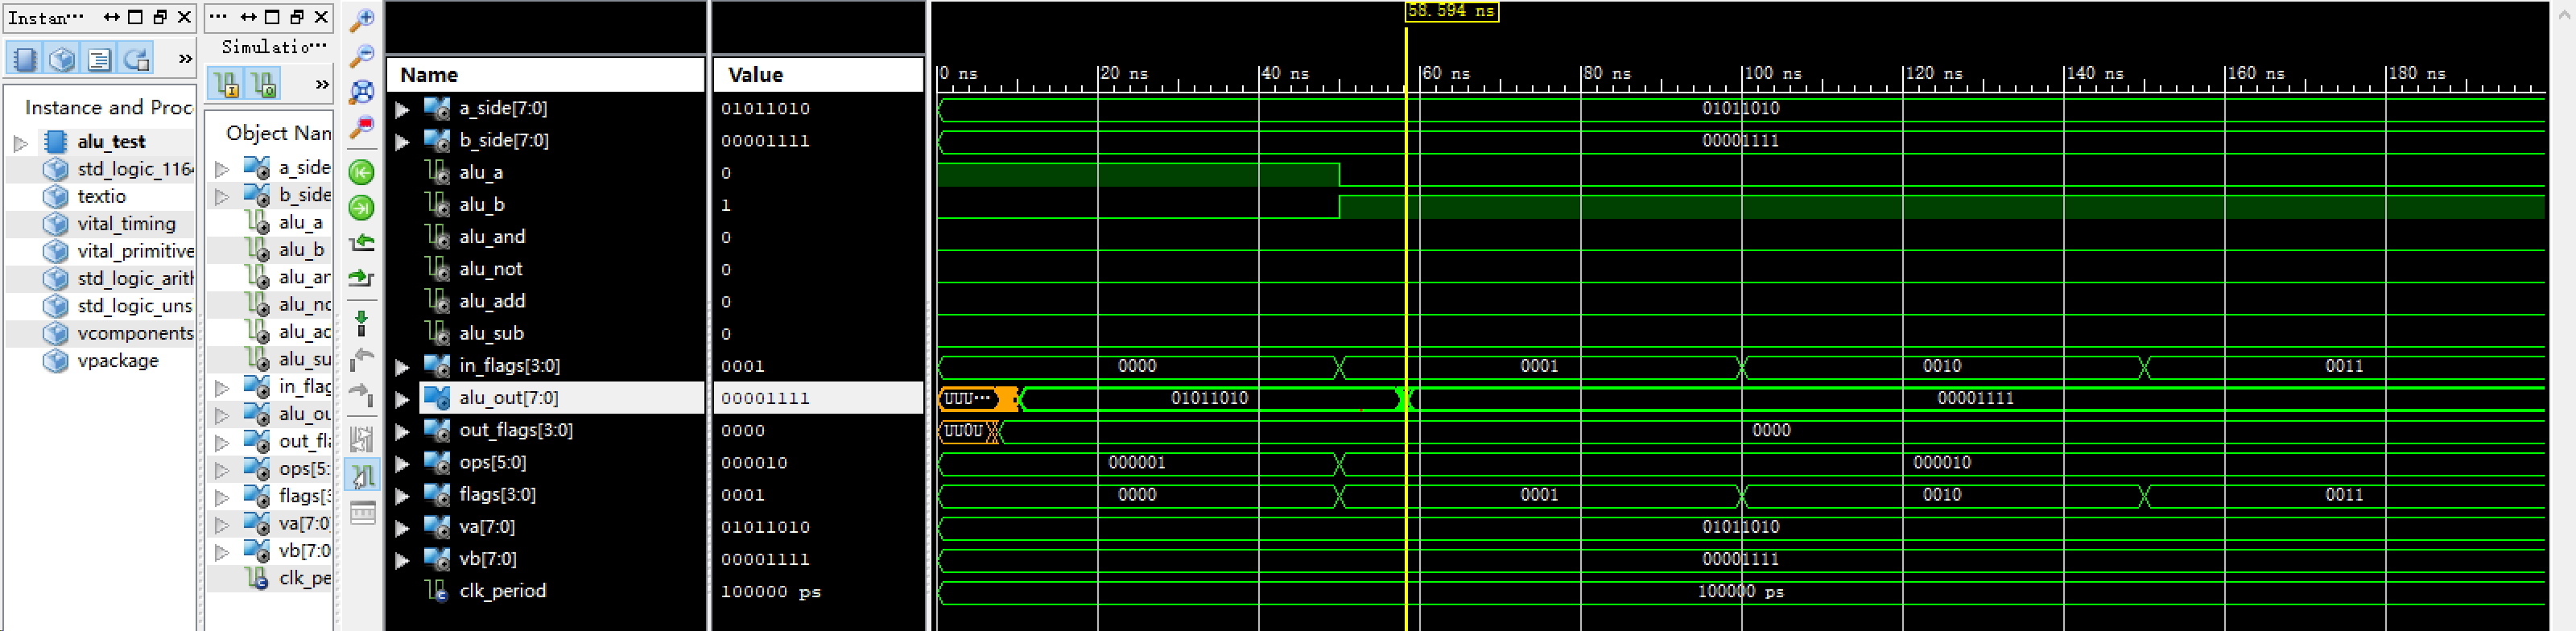 Instan···
···
Simulatio···
»
»
Instance and Proc
alu_test
std_logic_1164
textio
vital_timing
vital_primitive
std_logic_arith
std_logic_uns
vcomponents
vpackage
Object Nan
a_side
b_side
alu_a
alu_b
alu_an
alu_no
alu_ad
alu_su
in_flag
alu_ou
out_fla
ops[5:
flags[3
va[7:0
vb[7:0
clk_pe
58.594 ns
Name Value
0 ns 20 ns 40 ns 60 ns 80 ns 100 ns 120 ns 140 ns 160 ns 180 ns
a_side[7:0] 01011010 01011010
b_side[7:0] 00001111 00001111
alu_a 0
alu_b 1
alu_and 0
alu_not 0
alu_add 0
alu_sub 0
in_flags[3:0] 0001 0000 0001 0010 0011
alu_out[7:0] 00001111 UUU··· 01011010 00001111
out_flags[3:0] 0000 UU0U 0000
ops[5:0] 000010 000001 000010
flags[3:0] 0001 0000 0001 0010 0011
va[7:0] 01011010 01011010
vb[7:0] 00001111 00001111
clk_period 100000 ps 100000 ps